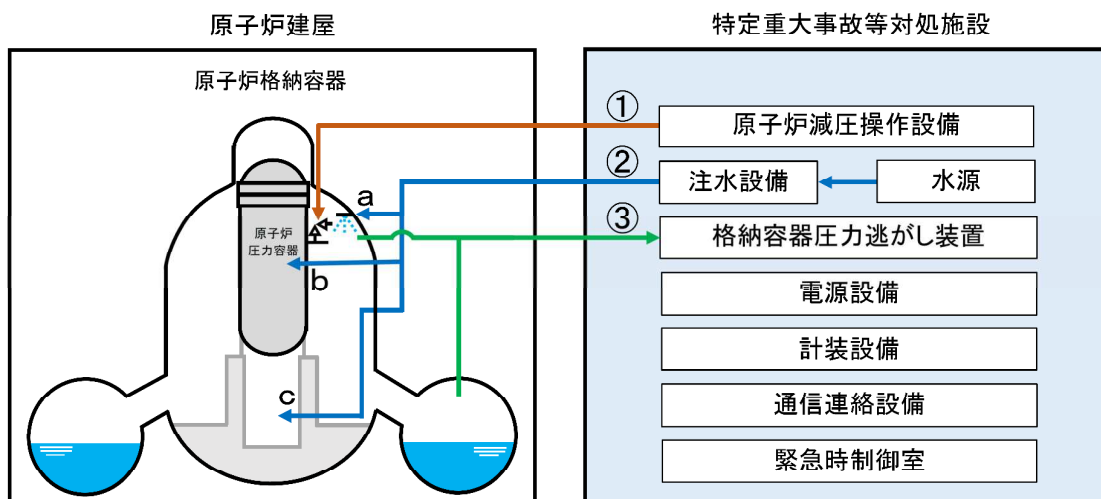 原子炉建屋
特定重大事故等対処施設
原子炉格納容器
①
原子炉減圧操作設備
②
注水設備
水源
a
③
原子炉
圧力容器
格納容器圧力逃がし装置
b
電源設備
計装設備
c
通信連絡設備
緊急時制御室